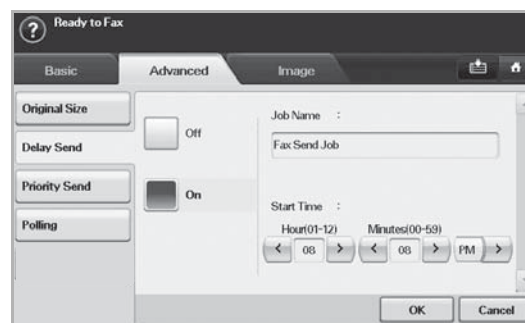 Ready to Fax
Basic
Advanced
Image
Original Size
Delay Send
Priority Send
Polling
Off
On
Job Name :
Fax Send Job
Start Time :
Hour(01-12) Minutes(00-59)
< 08 > < 08 > PM >
OK
Cancel